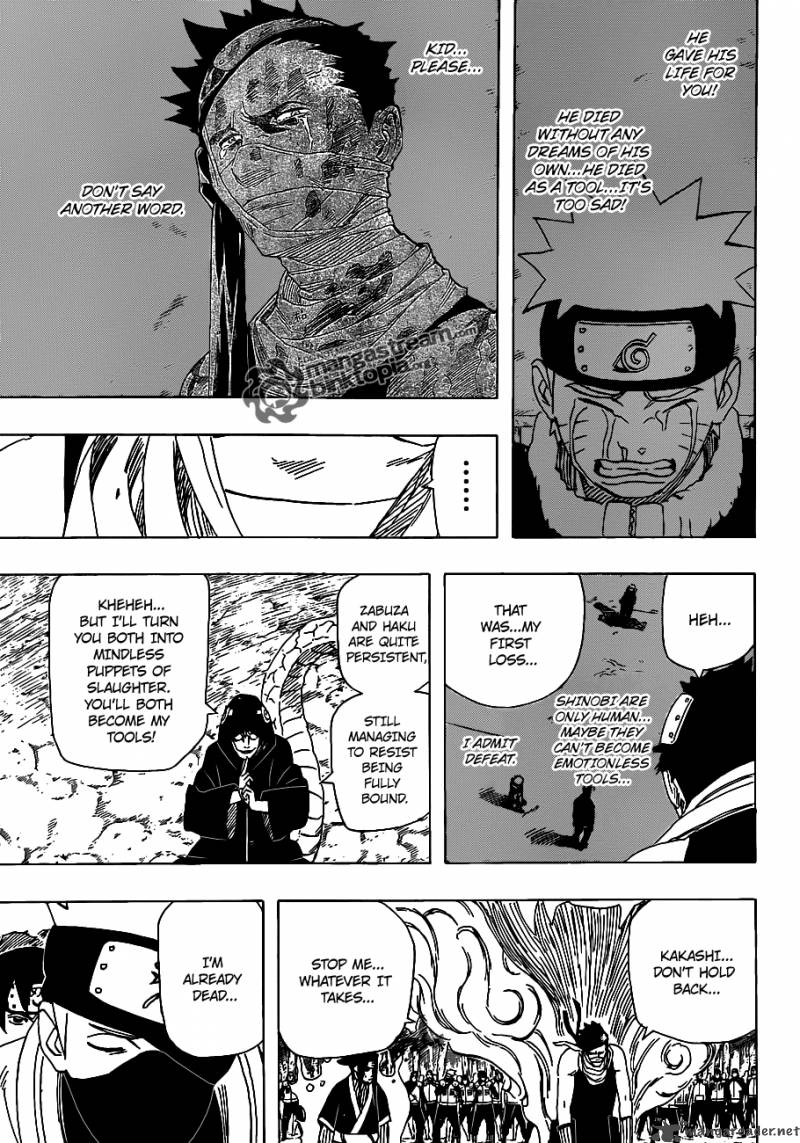 HE
GAVE HIS
LIFE FOR
YOU!
HE DIED
WITHOUT ANY
DREAMS OF HIS
OWN...HE DIED
AS A TOOL...IT'S
TOO SAD!
KID...
PLEASE...
DON'T SAY
ANOTHER WORD.
mangastream.com
binktopia.org
......
HEH...
THAT
WAS...MY
FIRST
LOSS...
SHINOBI ARE
ONLY HUMAN...
MAYBE THEY
CAN'T BECOME
EMOTIONLESS
TOOLS...
I ADMIT
DEFEAT.
ZABUZA
AND HAKU
ARE QUITE
PERSISTENT,
STILL
MANAGING
TO RESIST
BEING
FULLY
BOUND.
KHEHEH...
BUT I'LL TURN
YOU BOTH INTO
MINDLESS
PUPPETS OF
SLAUGHTER.
YOU'LL BOTH
BECOME MY
TOOLS!
KAKASHI...
DON'T HOLD
BACK...
STOP ME...
WHATEVER IT
TAKES...
I'M
ALREADY
DEAD...
mangareader.net